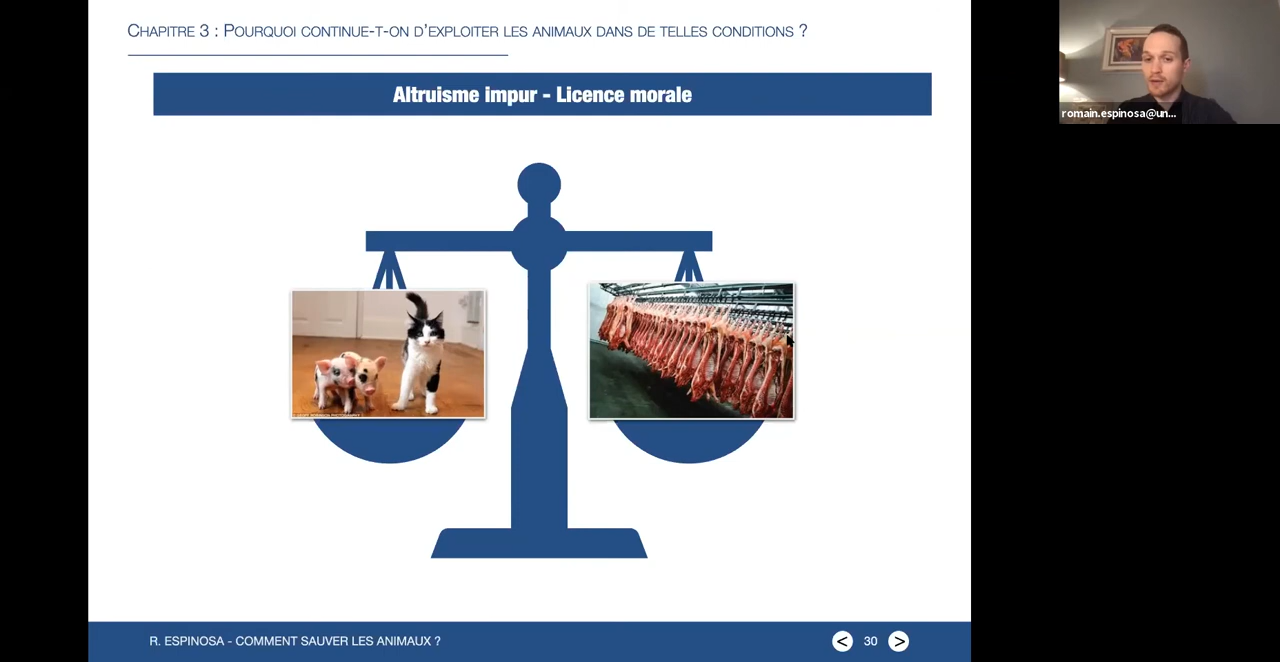 CHAPITRE 3 : POURQUOI CONTINUE-T-ON D'EXPLOITER LES ANIMAUX DANS DE TELLES CONDITIONS ?
Altruisme impur - Licence morale
romain.espinosa@un...
R. ESPINOSA - COMMENT SAUVER LES ANIMAUX ?
< 30 >